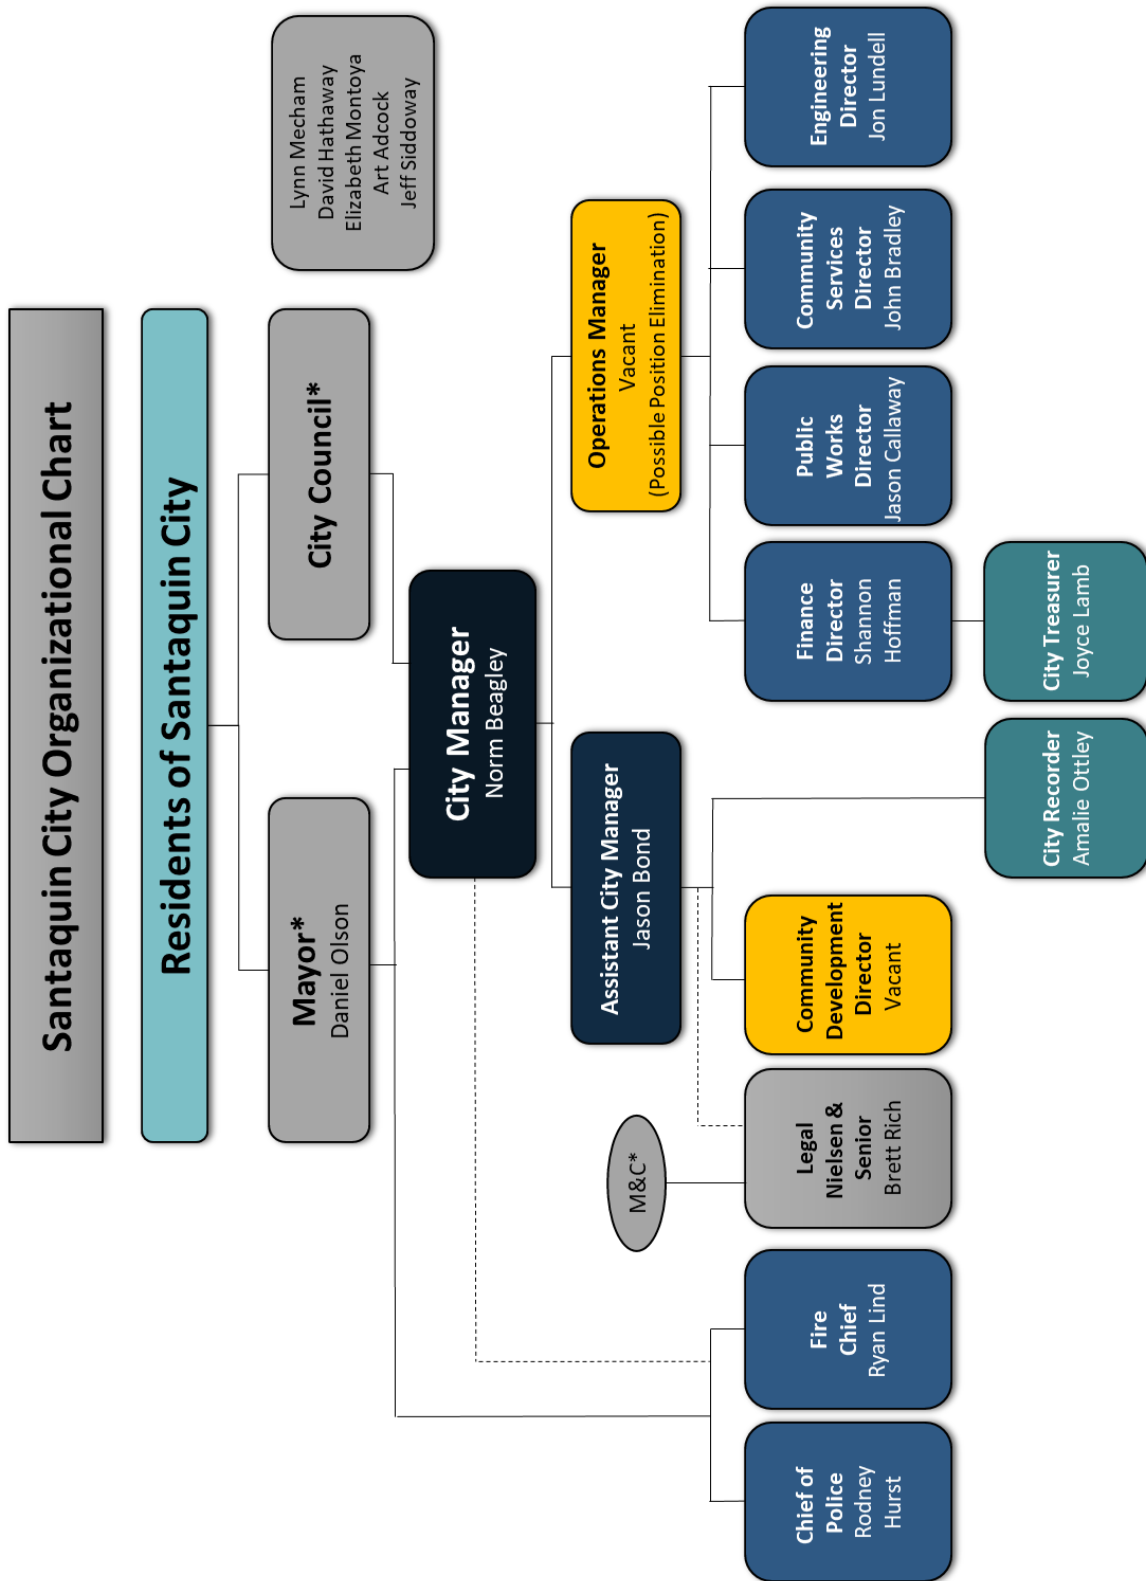 Santaquin City Organizational Chart
Residents of Santaquin City
Mayor*
Daniel Olson
City Council*
Lynn Mecham
David Hathaway
Elizabeth Montoya
Art Adcock
Jeff Siddoway
City Manager
Norm Beagley
Assistant City Manager
Jason Bond
Operations Manager
Vacant
(Possible Position Elimination)
M&C*
Chief of
Police
Rodney
Hurst
Fire
Chief
Ryan Lind
Legal
Nielsen &
Senior
Brett Rich
Community
Development
Director
Vacant
Finance
Director
Shannon
Hoffman
Public
Works
Director
Jason Callaway
Community
Services
Director
John Bradley
Engineering
Director
Jon Lundell
City Recorder
Amalie Ottley
City Treasurer
Joyce Lamb